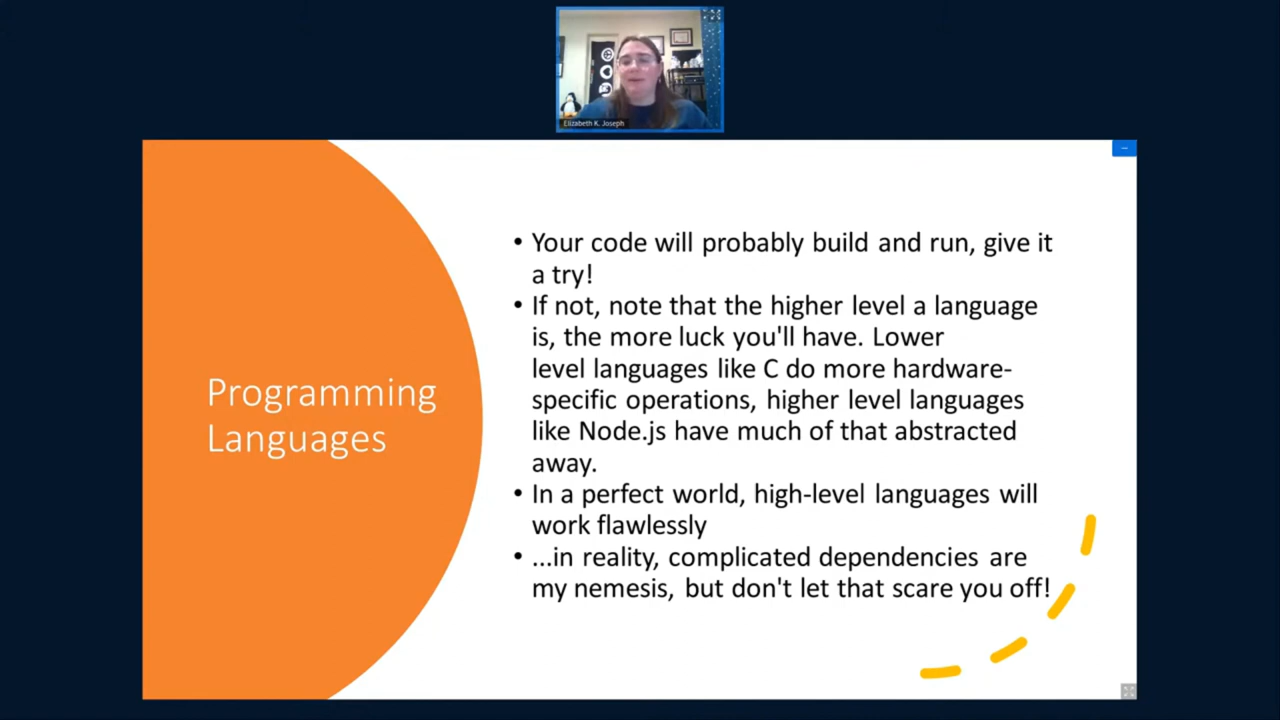 Elizabeth K. Joseph
Programming
Languages
• Your code will probably build and run, give it
a try!
• If not, note that the higher level a language
is, the more luck you'll have. Lower
level languages like C do more hardware-
specific operations, higher level languages
like Node.js have much of that abstracted
away.
• In a perfect world, high-level languages will
work flawlessly
• ...in reality, complicated dependencies are
my nemesis, but don't let that scare you off!